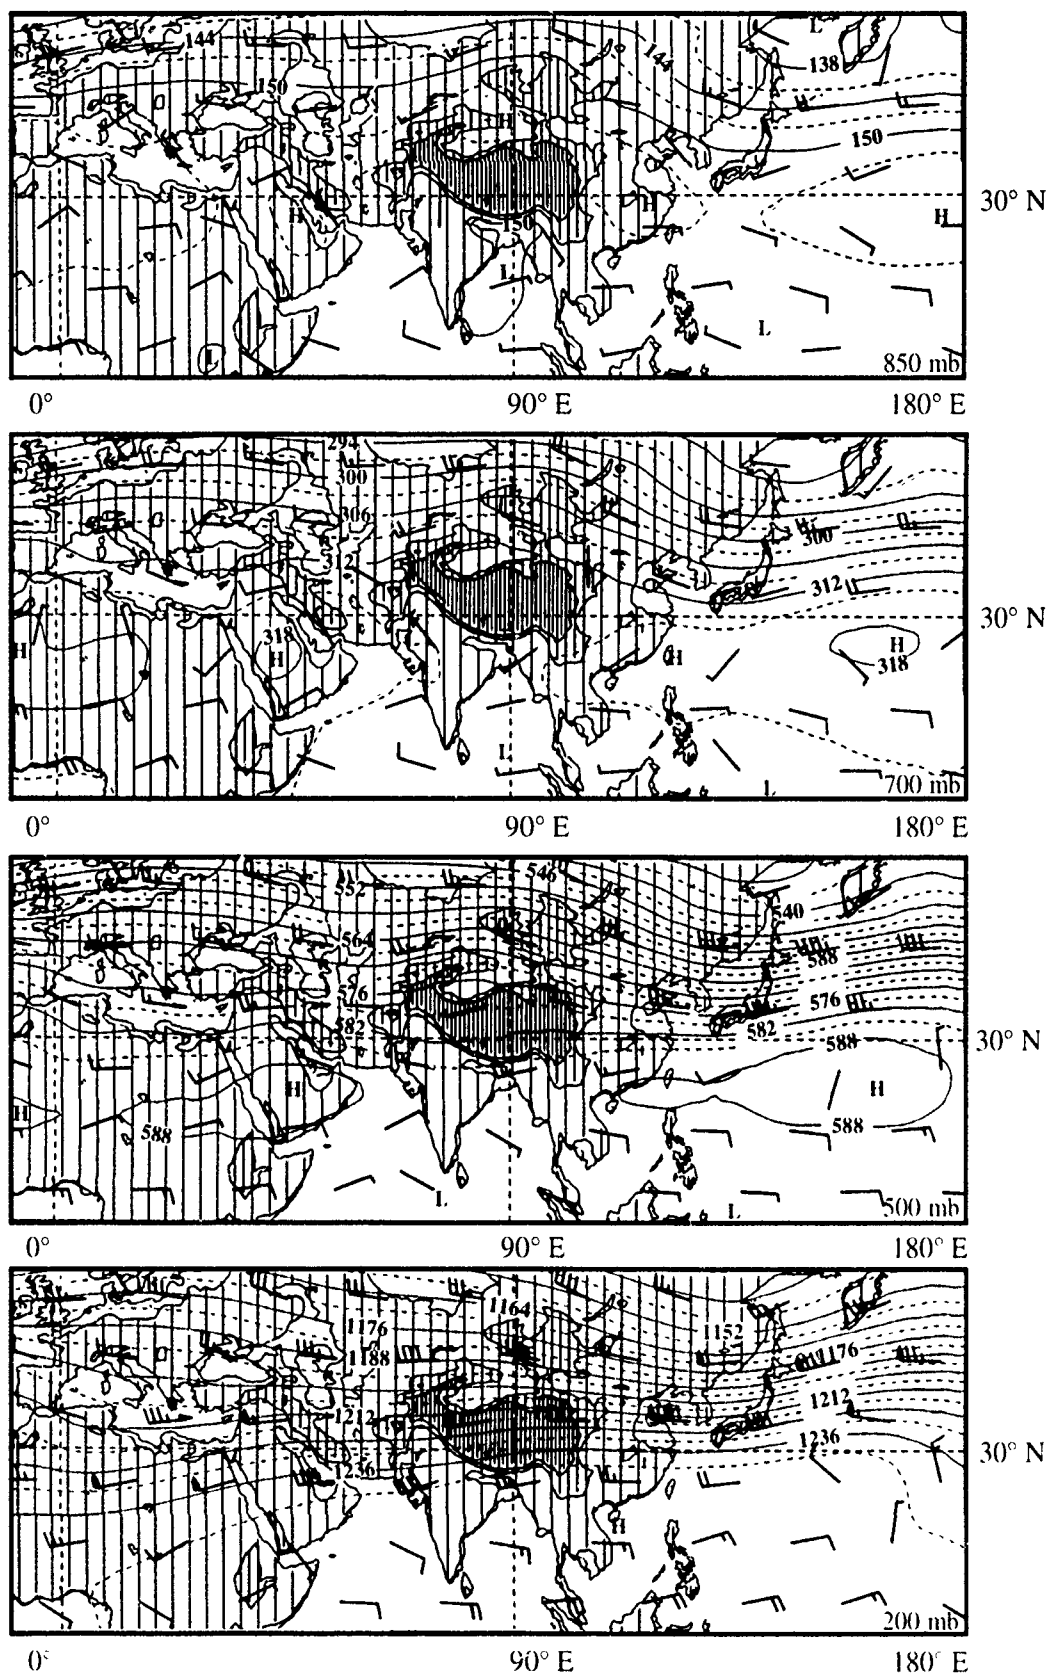 L
144
144
138
150
H
150
30° N
H
H
H
150
L
L
L
850 mb
0°
90° E
180° E
294
300
306
300
312
312
30° N
H
318
H
H
H
318
L
L
700 mb
0°
90° E
180° E
546
552
540
564
588
576
576
582
582
588
30° N
H
H
H
588
588
L
L
500 mb
0°
90° E
180° E
1164
1176
1152
1176
1188
1212
1212
1236
1236
30° N
H
200 mb
0°
90° E
180° E